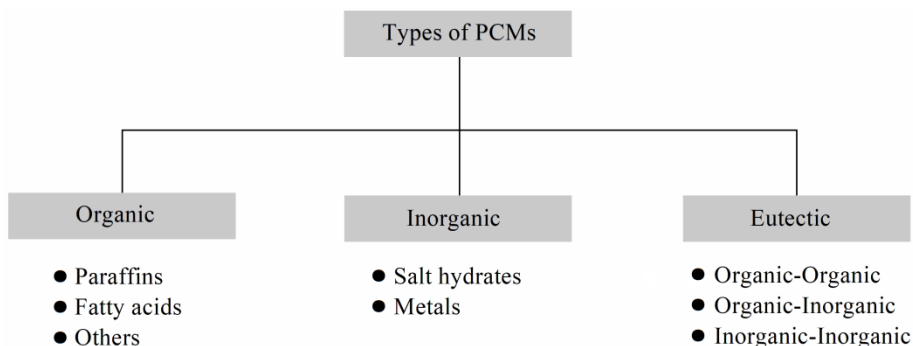 Types of PCMs
Organic
Inorganic
Eutectic
● Paraffins
● Fatty acids
● Others
● Salt hydrates
● Metals
● Organic-Organic
● Organic-Inorganic
● Inorganic-Inorganic